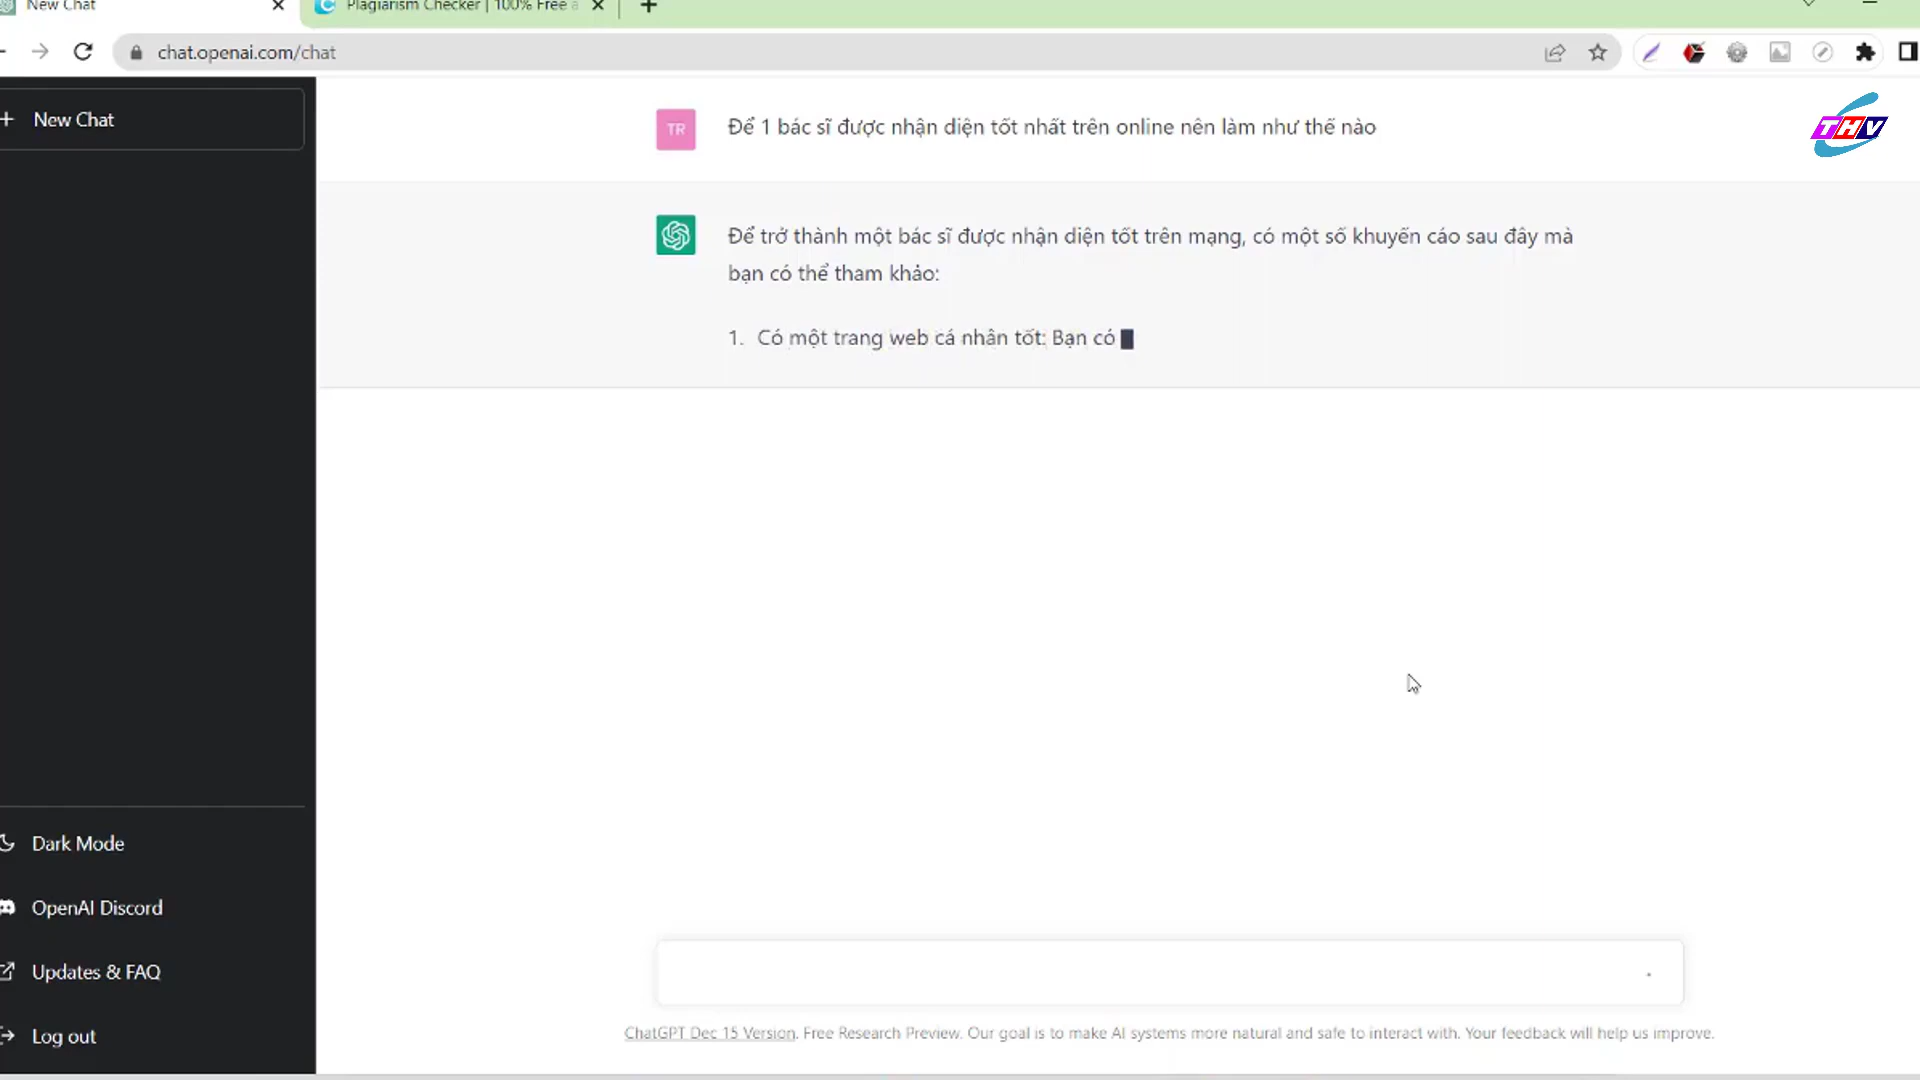 New Chat
Plagiarism Checker | 100% Free a
chat.openai.com/chat
New Chat
TR
Để 1 bác sĩ được nhận diện tốt nhất trên online nên làm như thế nào
THV
Để trở thành một bác sĩ được nhận diện tốt trên mạng, có một số khuyến cáo sau đây mà
bạn có thể tham khảo:
1. Có một trang web cá nhân tốt: Bạn có
Dark Mode
OpenAI Discord
Updates & FAQ
Log out
ChatGPT Dec 15 Version. Free Research Preview. Our goal is to make AI systems more natural and safe to interact with. Your feedback will help us improve.